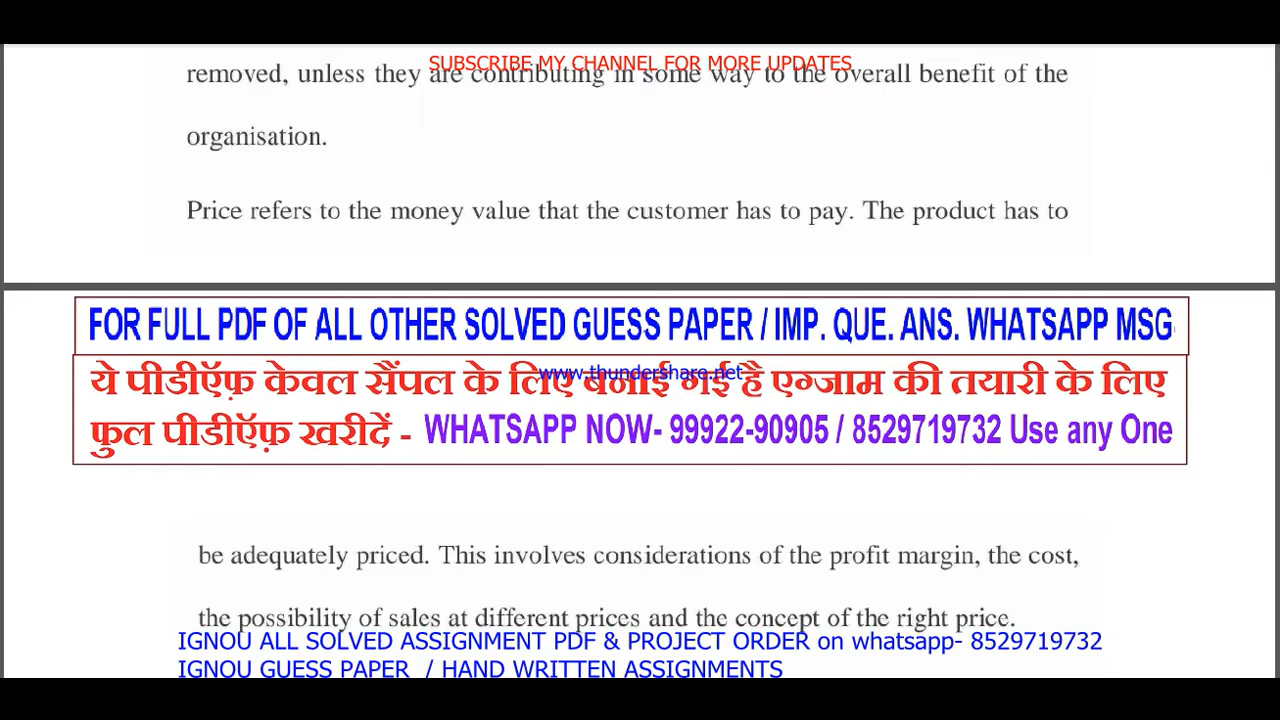 SUBSCRIBE MY CHANNEL FOR MORE UPDATES
removed, unless they are contributing in some way to the overall benefit of the
organisation.
Price refers to the money value that the customer has to pay. The product has to
FOR FULL PDF OF ALL OTHER SOLVED GUESS PAPER / IMP. QUE. ANS. WHATSAPP MSG
ये पीडीऍफ़ केवल सैंपल के लिए बनाई गई है एग्जाम की तयारी के लिए
www.thundershare.net
फुल पीडीऍफ़ खरीदें - WHATSAPP NOW- 99922-90905 / 8529719732 Use any One
be adequately priced. This involves considerations of the profit margin, the cost,
the possibility of sales at different prices and the concept of the right price.
IGNOU ALL SOLVED ASSIGNMENT PDF & PROJECT ORDER on whatsapp- 8529719732
IGNOU GUESS PAPER / HAND WRITTEN ASSIGNMENTS